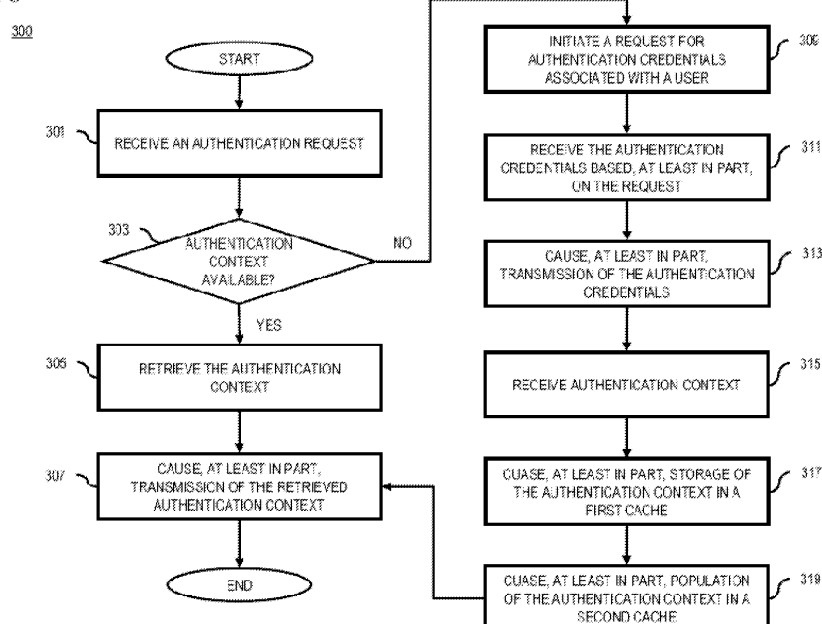 300
START
301
RECEIVE AN AUTHENTICATION REQUEST
303
AUTHENTICATION
CONTEXT
AVAILABLE?
NO
YES
305
RETRIEVE THE AUTHENTICATION
CONTEXT
307
CAUSE, AT LEAST IN PART,
TRANSMISSION OF THE RETRIEVED
AUTHENTICATION CONTEXT
END
INITIATE A REQUEST FOR
AUTHENTICATION CREDENTIALS
ASSOCIATED WITH A USER
309
RECEIVE THE AUTHENTICATION
CREDENTIALS BASED, AT LEAST IN PART,
ON THE REQUEST
311
CAUSE, AT LEAST IN PART,
TRANSMISSION OF THE AUTHENTICATION
CREDENTIALS
313
RECEIVE AUTHENTICATION CONTEXT
315
CUASE, AT LEAST IN PART, STORAGE OF
THE AUTHENTICATION CONTEXT IN A
FIRST CACHE
317
CUASE, AT LEAST IN PART, POPULATION
OF THE AUTHENTICATION CONTEXT IN A
SECOND CACHE
319